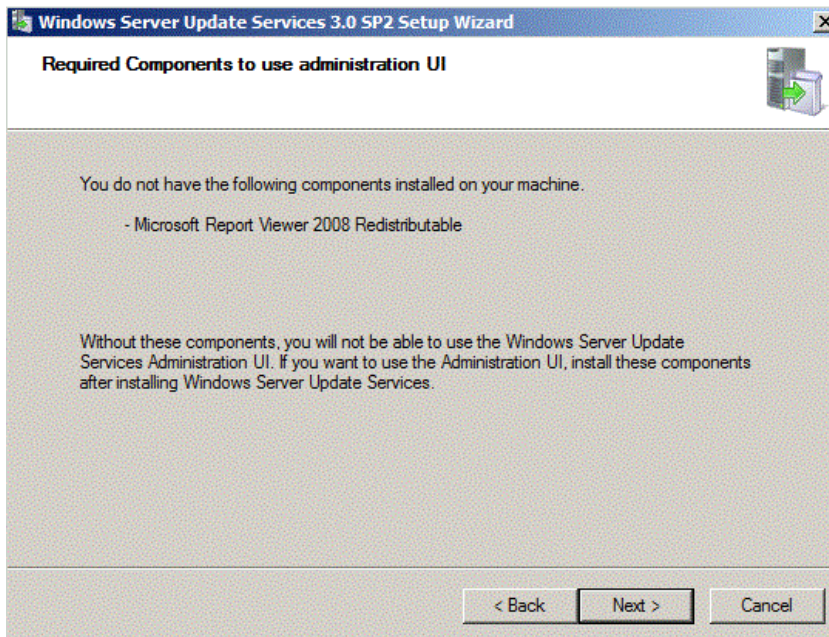 Windows Server Update Services 3.0 SP2 Setup Wizard
Required Components to use administration UI
You do not have the following components installed on your machine.
- Microsoft Report Viewer 2008 Redistributable
Without these components, you will not be able to use the Windows Server Update
Services Administration UI. If you want to use the Administration UI, install these components
after installing Windows Server Update Services.
< Back Next > Cancel